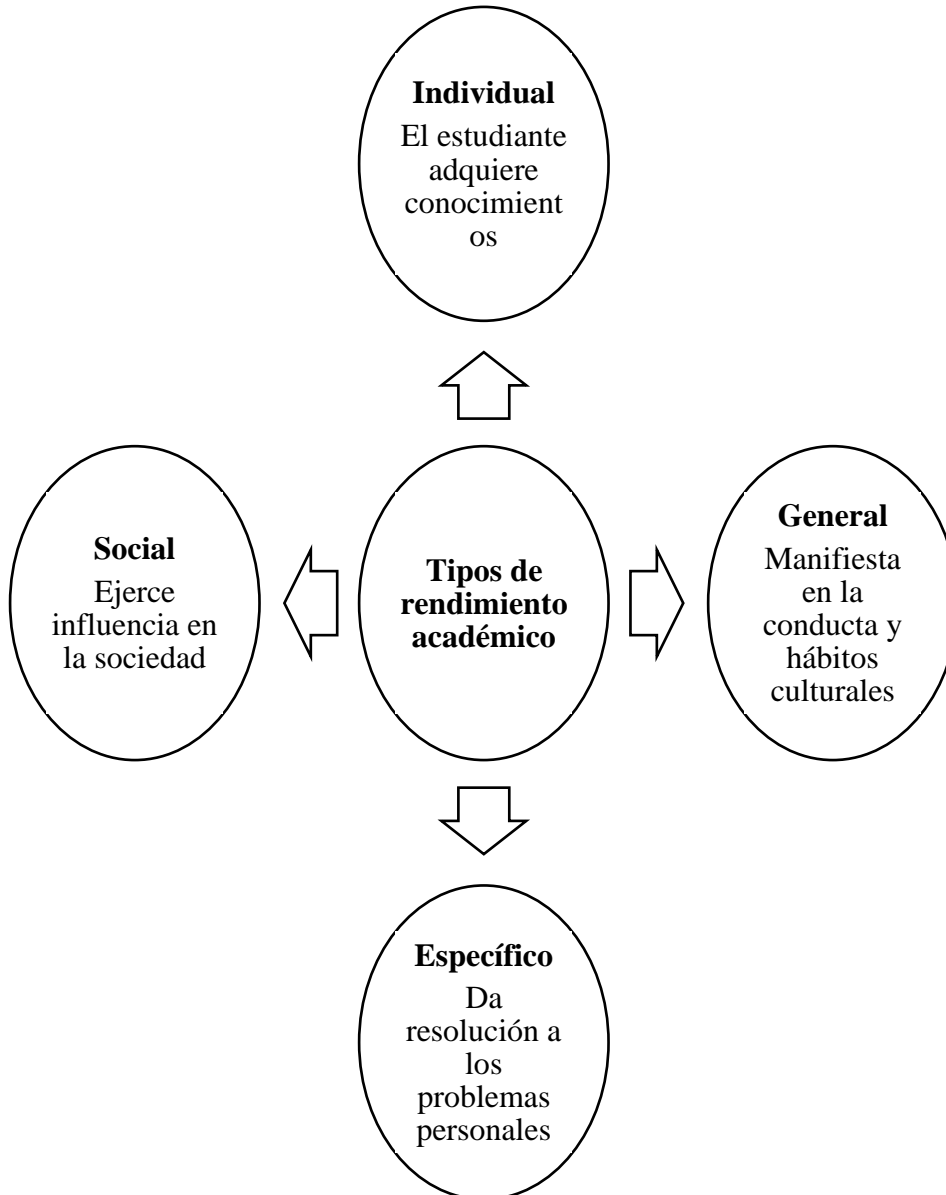 Individual
El estudiante
adquiere
conocimient
os
Social
Ejerce
influencia en
la sociedad
Tipos de
rendimiento
académico
General
Manifiesta
en la
conducta y
hábitos
culturales
Específico
Da
resolución a
los
problemas
personales